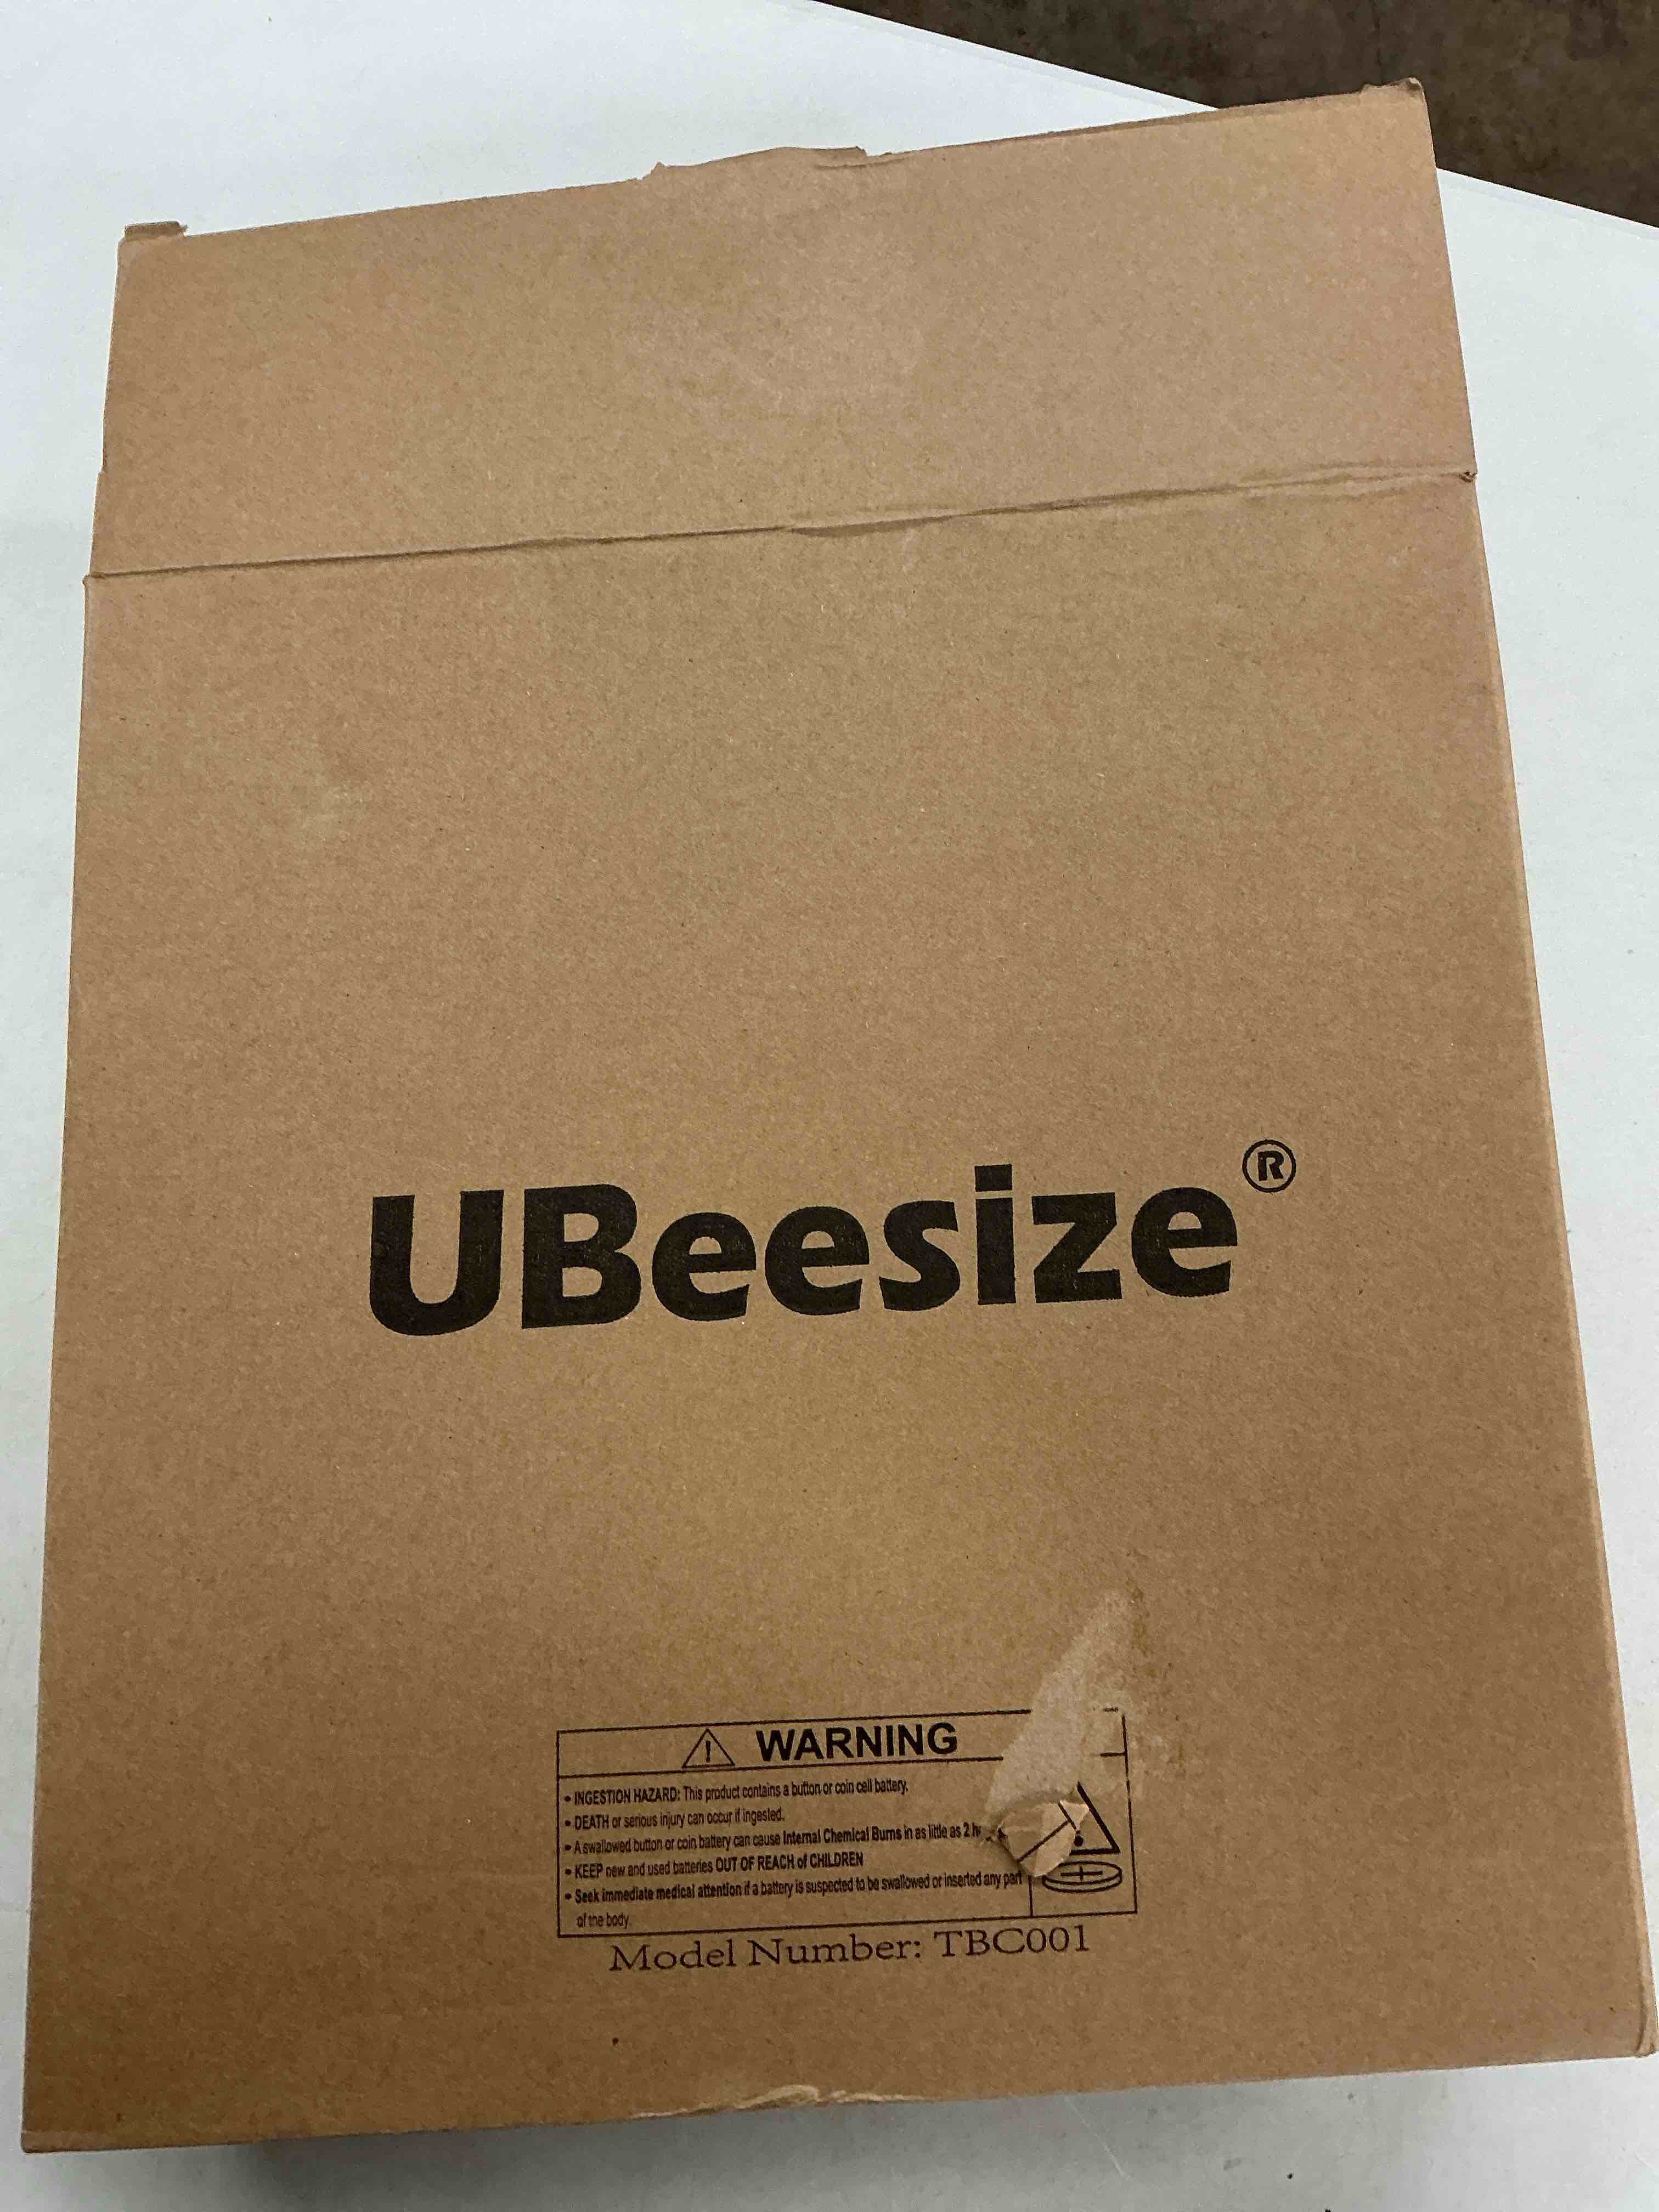 UBeesize®
WARNING
• INGESTION HAZARD: This product contains a button or coin cell battery.
• DEATH or serious injury can occur if ingested.
• A swallowed button or coin battery can cause Internal Chemical Burns in as little as 2
• KEEP new and used batteries OUT OF REACH of CHILDREN
• Seek immediate medical attention if a battery is suspected to be swallowed or inserted any part
of the body.
Model Number: TBC001